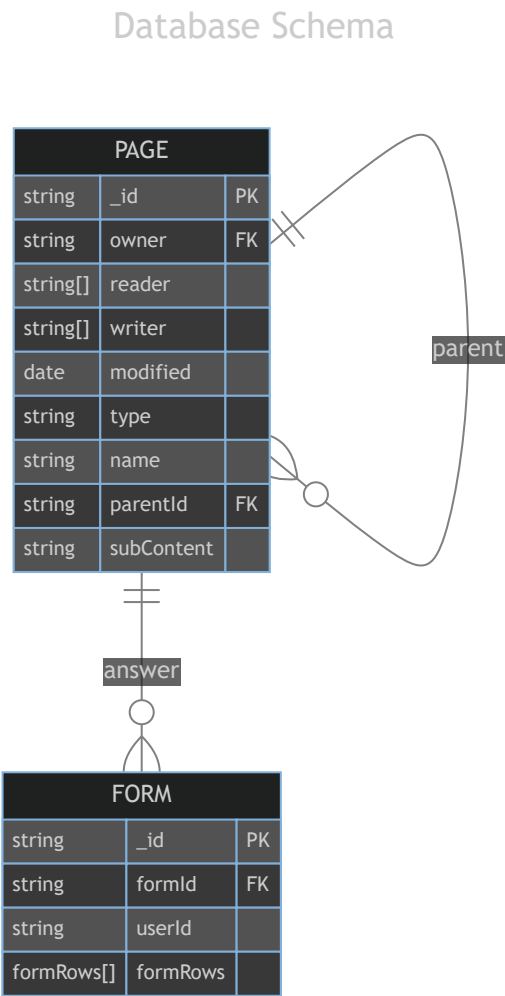 Database Schema
PAGE
string _id PK
string owner FK
string[] reader
string[] writer
date modified
string type
string name
string parentId FK
string subContent
parent
answer
FORM
string _id PK
string formId FK
string userId
formRows[] formRows